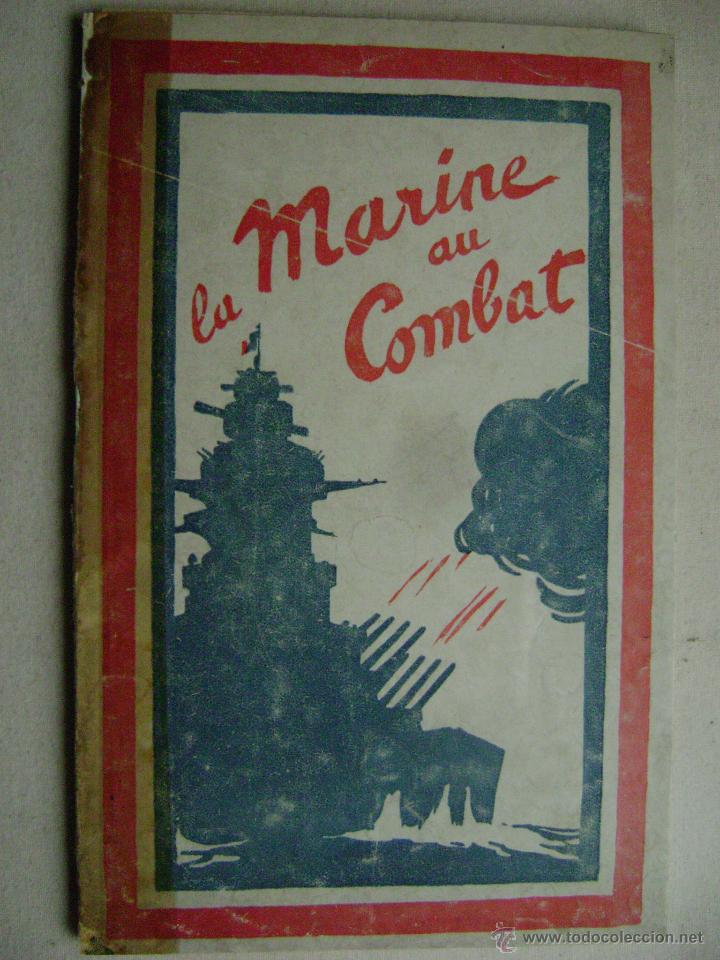 la Marine
au
Combat
www.todocoleccion.net